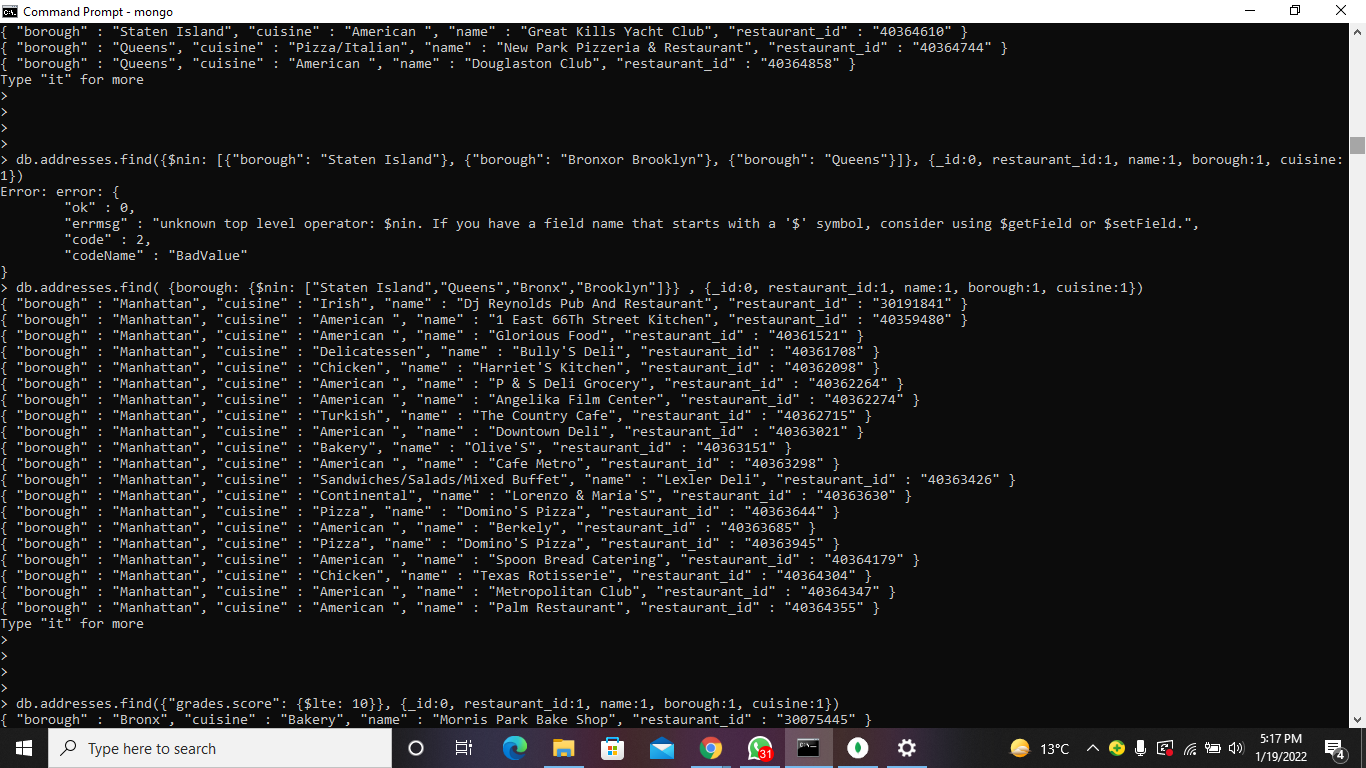 Command Prompt - mongo
{ "borough" : "Staten Island", "cuisine" : "American ", "name" : "Great Kills Yacht Club", "restaurant_id" : "40364610" }
{ "borough" : "Queens", "cuisine" : "Pizza/Italian", "name" : "New Park Pizzeria & Restaurant", "restaurant_id" : "40364744" }
{ "borough" : "Queens", "cuisine" : "American ", "name" : "Douglaston Club", "restaurant_id" : "40364858" }
Type "it" for more
>
>
>
>
> db.addresses.find({$nin: [{"borough": "Staten Island"}, {"borough": "Bronxor Brooklyn"}, {"borough": "Queens"}]}, {_id:0, restaurant_id:1, name:1, borough:1, cuisine:
1})
Error: error: {
"ok" : 0,
"errmsg" : "unknown top level operator: $nin. If you have a field name that starts with a '$' symbol, consider using $getField or $setField.",
"code" : 2,
"codeName" : "BadValue"
}
> db.addresses.find( {borough: {$nin: ["Staten Island","Queens","Bronx","Brooklyn"]}} , {_id:0, restaurant_id:1, name:1, borough:1, cuisine:1})
{ "borough" : "Manhattan", "cuisine" : "Irish", "name" : "Dj Reynolds Pub And Restaurant", "restaurant_id" : "30191841" }
{ "borough" : "Manhattan", "cuisine" : "American ", "name" : "1 East 66Th Street Kitchen", "restaurant_id" : "40359480" }
{ "borough" : "Manhattan", "cuisine" : "American ", "name" : "Glorious Food", "restaurant_id" : "40361521" }
{ "borough" : "Manhattan", "cuisine" : "Delicatessen", "name" : "Bully'S Deli", "restaurant_id" : "40361708" }
{ "borough" : "Manhattan", "cuisine" : "Chicken", "name" : "Harriet'S Kitchen", "restaurant_id" : "40362098" }
{ "borough" : "Manhattan", "cuisine" : "American ", "name" : "P & S Deli Grocery", "restaurant_id" : "40362264" }
{ "borough" : "Manhattan", "cuisine" : "American ", "name" : "Angelika Film Center", "restaurant_id" : "40362274" }
{ "borough" : "Manhattan", "cuisine" : "Turkish", "name" : "The Country Cafe", "restaurant_id" : "40362715" }
{ "borough" : "Manhattan", "cuisine" : "American ", "name" : "Downtown Deli", "restaurant_id" : "40363021" }
{ "borough" : "Manhattan", "cuisine" : "Bakery", "name" : "Olive'S", "restaurant_id" : "40363151" }
{ "borough" : "Manhattan", "cuisine" : "American ", "name" : "Cafe Metro", "restaurant_id" : "40363298" }
{ "borough" : "Manhattan", "cuisine" : "Sandwiches/Salads/Mixed Buffet", "name" : "Lexler Deli", "restaurant_id" : "40363426" }
{ "borough" : "Manhattan", "cuisine" : "Continental", "name" : "Lorenzo & Maria'S", "restaurant_id" : "40363630" }
{ "borough" : "Manhattan", "cuisine" : "Pizza", "name" : "Domino'S Pizza", "restaurant_id" : "40363644" }
{ "borough" : "Manhattan", "cuisine" : "American ", "name" : "Berkely", "restaurant_id" : "40363685" }
{ "borough" : "Manhattan", "cuisine" : "Pizza", "name" : "Domino'S Pizza", "restaurant_id" : "40363945" }
{ "borough" : "Manhattan", "cuisine" : "American ", "name" : "Spoon Bread Catering", "restaurant_id" : "40364179" }
{ "borough" : "Manhattan", "cuisine" : "Chicken", "name" : "Texas Rotisserie", "restaurant_id" : "40364304" }
{ "borough" : "Manhattan", "cuisine" : "American ", "name" : "Metropolitan Club", "restaurant_id" : "40364347" }
{ "borough" : "Manhattan", "cuisine" : "American ", "name" : "Palm Restaurant", "restaurant_id" : "40364355" }
Type "it" for more
>
>
>
>
> db.addresses.find({"grades.score": {$lte: 10}}, {_id:0, restaurant_id:1, name:1, borough:1, cuisine:1})
{ "borough" : "Bronx", "cuisine" : "Bakery", "name" : "Morris Park Bake Shop", "restaurant_id" : "30075445" }
Type here to search
31
13°C
5:17 PM
1/19/2022
4